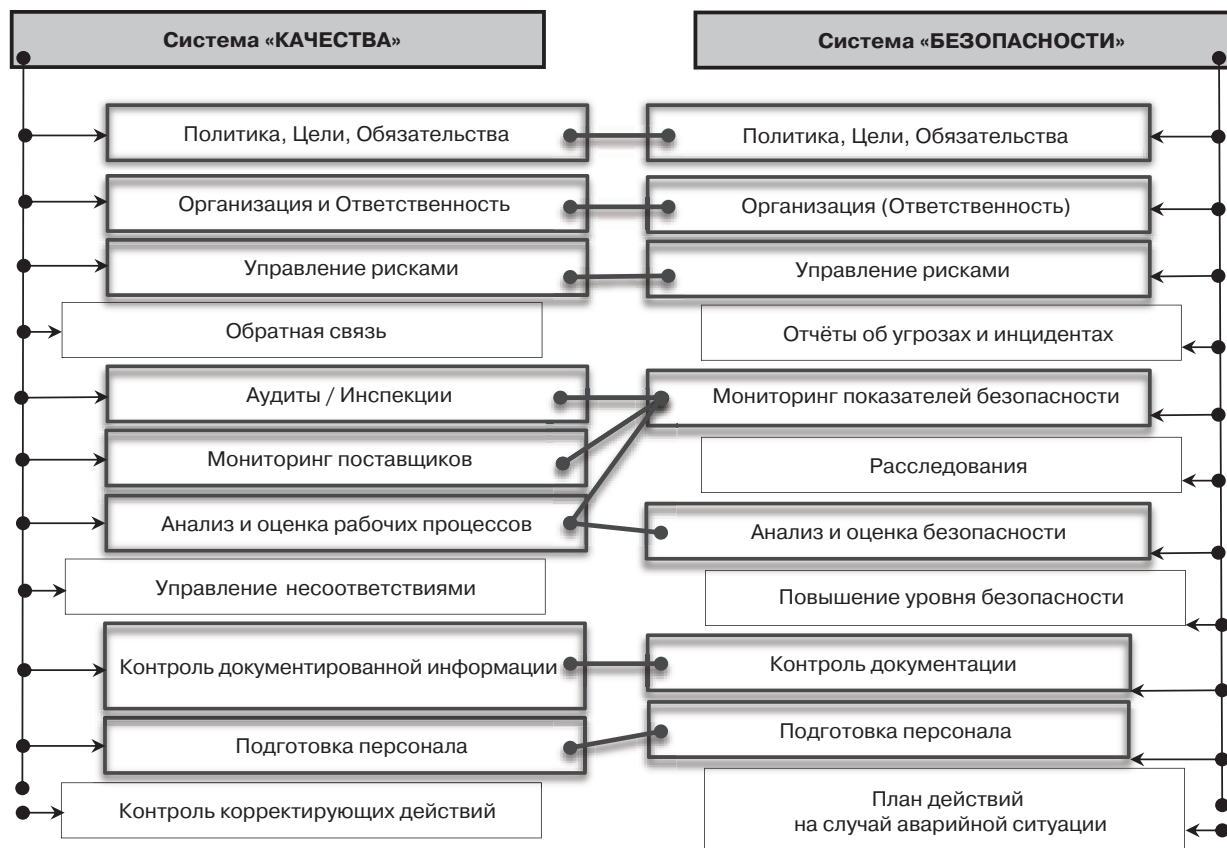 Система «КАЧЕСТВА»
Политика, Цели, Обязательства
Организация и Ответственность
Управление рисками
Обратная связь
Аудиты / Инспекции
Мониторинг поставщиков
Анализ и оценка рабочих процессов
Управление несоответствиями
Контроль документированной информации
Подготовка персонала
Контроль корректирующих действий
Система «БЕЗОПАСНОСТИ»
Политика, Цели, Обязательства
Организация (Ответственность)
Управление рисками
Отчёты об угрозах и инцидентах
Мониторинг показателей безопасности
Расследования
Анализ и оценка безопасности
Повышение уровня безопасности
Контроль документации
Подготовка персонала
План действий
на случай аварийной ситуации